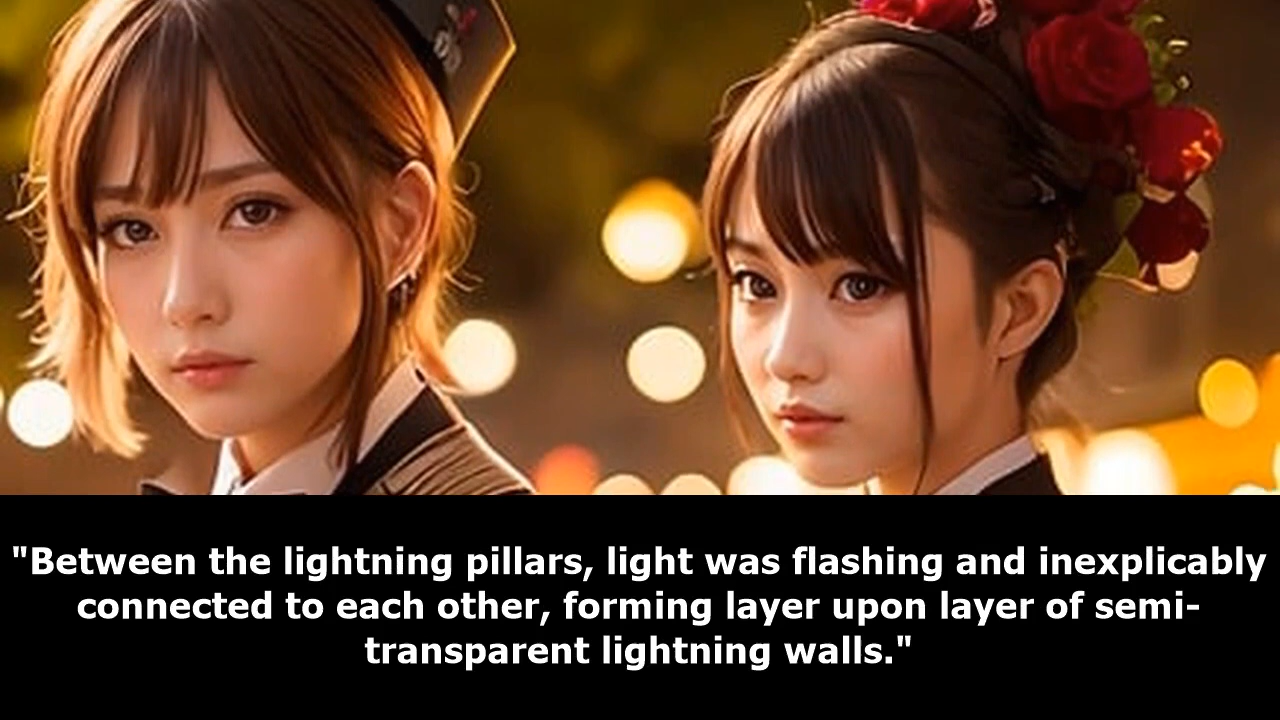 "Between the lightning pillars, light was flashing and inexplicably
connected to each other, forming layer upon layer of semi-
transparent lightning walls."